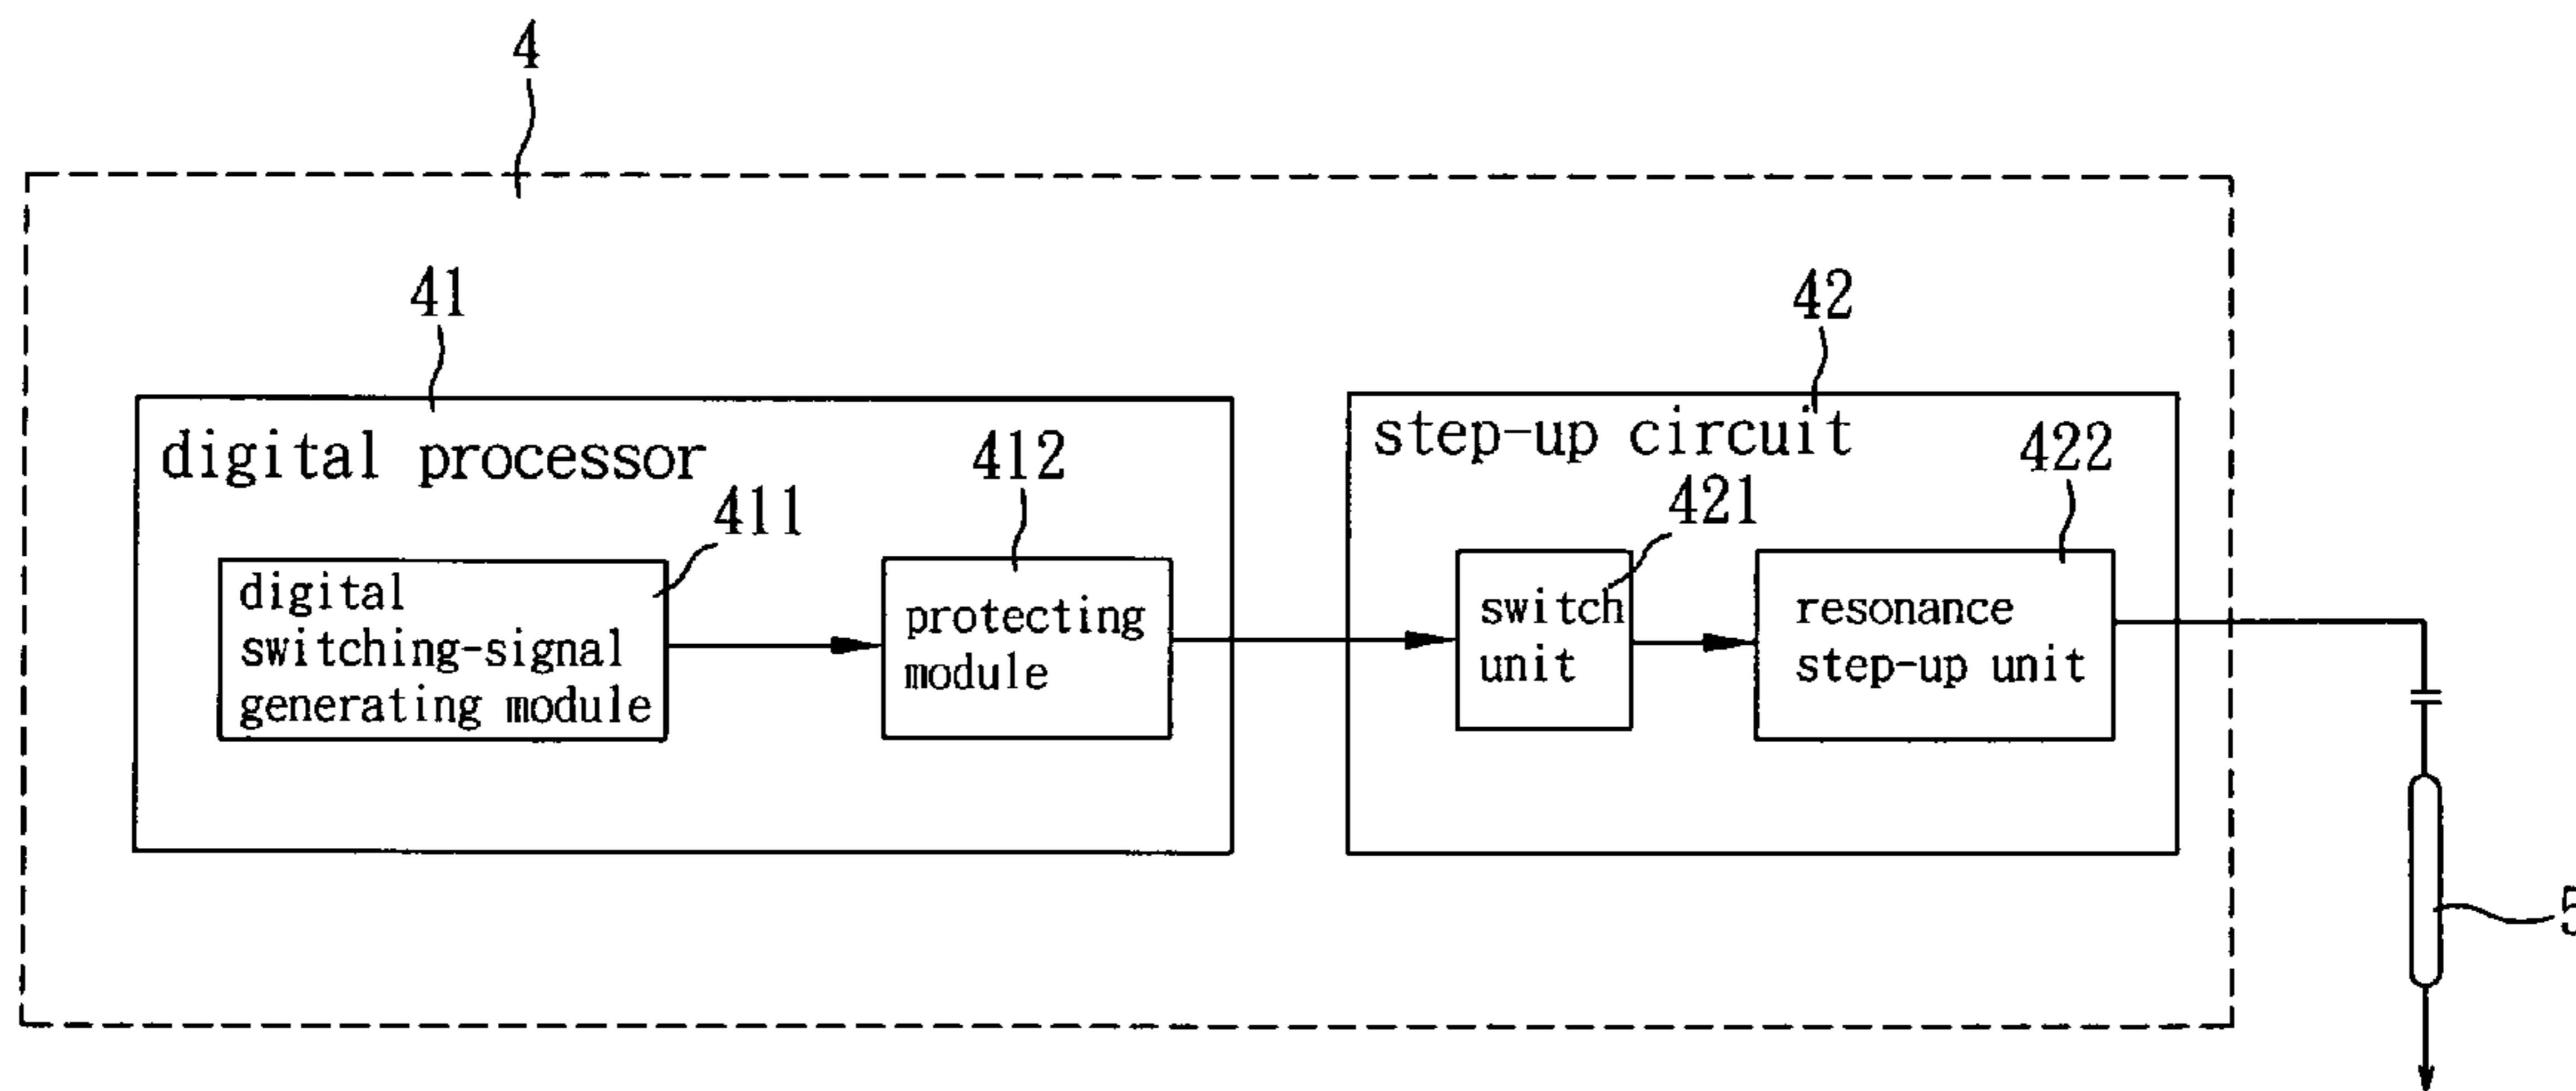 4
41
42
digital processor
step-up circuit
411
412
421
422
digital
switching-signal
generating module
protecting
module
switch
unit
resonance
step-up unit
5